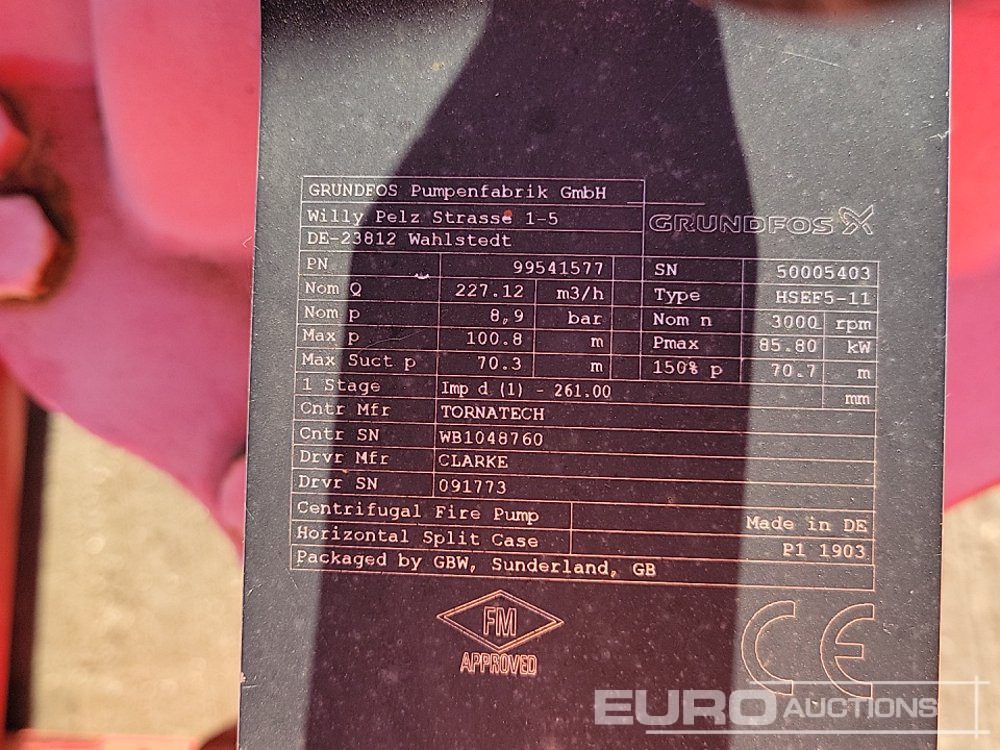 GRUNDFOS Pumpenfabrik GmbH
Willy Pelz Strasse 1-5
DE-23812 Wahlstedt
GRUNDFOS
PN 99541577 SN 50005403
Nom Q 227.12 m3/h Type HSEF5-11
Nom p 8,9 bar Nom n 3000 rpm
Max p 100.8 m Pmax 85.80 kW
Max Suct p 70.3 m 150% p 70.7 m
1 Stage Imp d (1) - 261.00 mm
Cntr Mfr TORNATECH
Cntr SN WB1048760
Drvr Mfr CLARKE
Drvr SN 091773
Centrifugal Fire Pump Made in DE
Horizontal Split Case P1 1903
Packaged by GBW, Sunderland, GB
FM
APPROVED
CE
EURO AUCTIONS